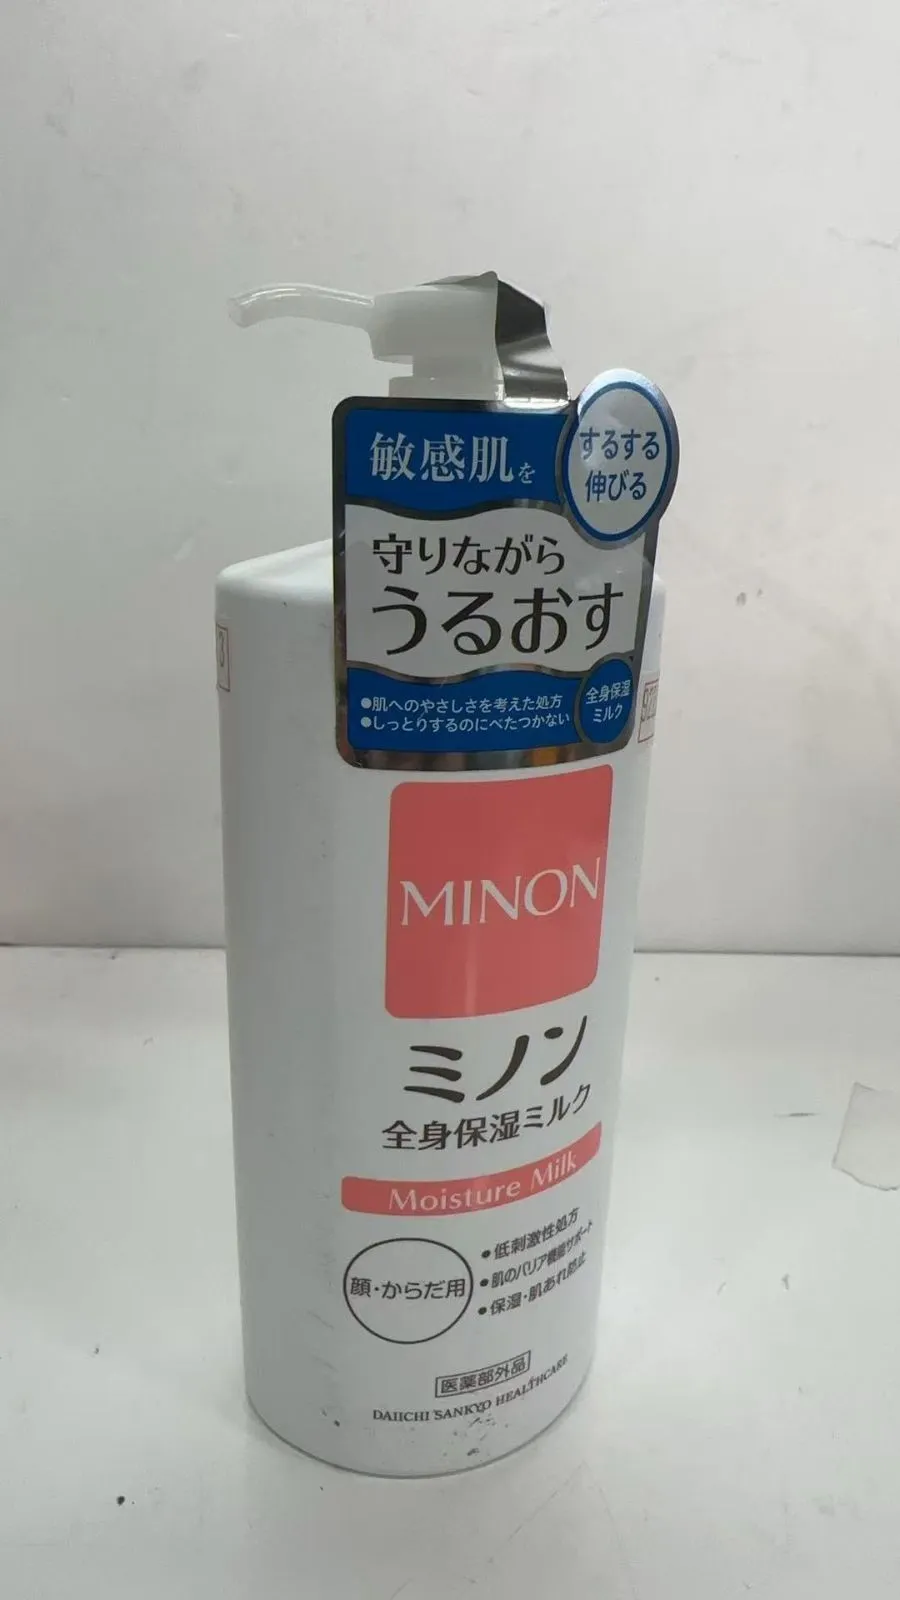 敏感肌を
するする
伸びる
守りながら
うるおす
●肌へのやさしさを考えた処方
●しっとりするのにべたつかない
全身保湿
ミルク
MINON
ミノン
全身保湿ミルク
Moisture Milk
顔・からだ用
●低刺激性処方
●肌のバリア機能サポート
●保湿・肌あれ防止
医薬部外品
DAIICHI SANKYO HEALTHCARE